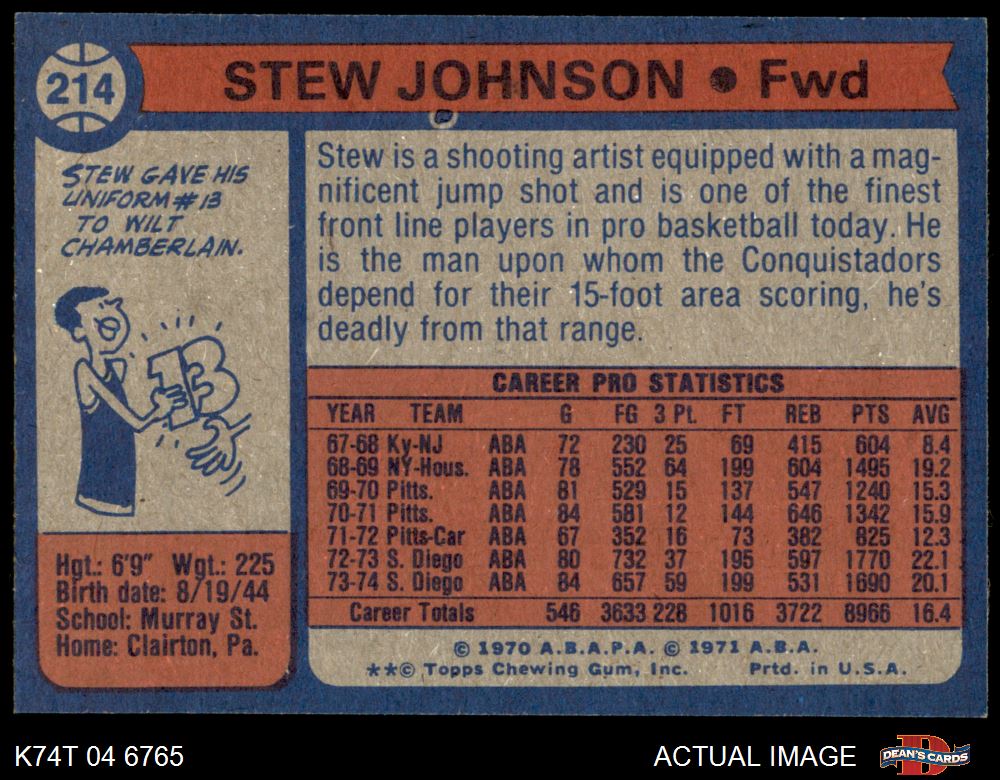 214
STEW JOHNSON • Fwd
STEW GAVE HIS
UNIFORM # 13
TO WILT
CHAMBERLAIN.
13
Stew is a shooting artist equipped with a mag-
nificent jump shot and is one of the finest
front line players in pro basketball today. He
is the man upon whom the Conquistadors
depend for their 15-foot area scoring, he's
deadly from that range.
CAREER PRO STATISTICS
YEAR TEAM G FG 3 PL. FT REB PTS AVG
67-68 Ky-NJ ABA 72 230 25 69 415 604 8.4
68-69 NY-Hous. ABA 78 552 64 199 604 1495 19.2
69-70 Pitts. ABA 81 529 15 137 547 1240 15.3
70-71 Pitts. ABA 84 581 12 144 646 1342 15.9
71-72 Pitts-Car ABA 67 352 16 73 382 825 12.3
72-73 S. Diego ABA 80 732 37 195 597 1770 22.1
73-74 S. Diego ABA 84 657 59 199 531 1690 20.1
Career Totals 546 3633 228 1016 3722 8966 16.4
Hgt.: 6'9" Wgt.: 225
Birth date: 8/19/44
School: Murray St.
Home: Clairton, Pa.
© 1970 A.B.A.P.A. © 1971 A.B.A.
**© Topps Chewing Gum, Inc. Prtd. in U.S.A.
K74T 04 6765
ACTUAL IMAGE
DEAN'S CARDS